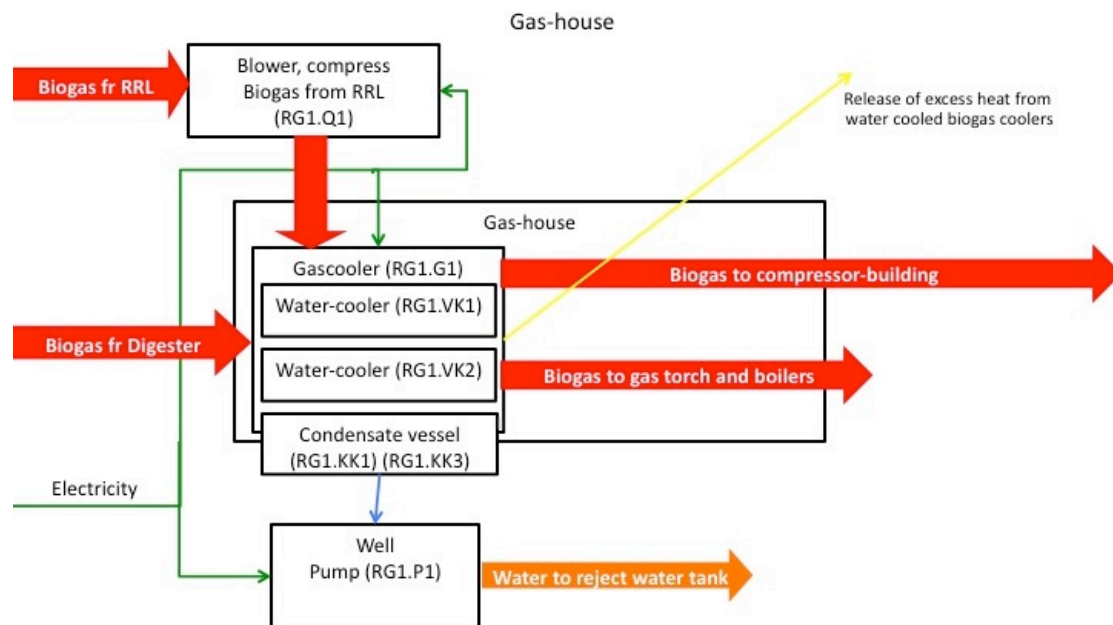 Gas-house
Blower, compress
Biogas from RRL
(RG1.Q1)
Biogas fr RRL
Release of excess heat from
water cooled biogas coolers
Gas-house
Gascooler (RG1.G1)
Biogas to compressor-building
Water-cooler (RG1.VK1)
Biogas fr Digester
Water-cooler (RG1.VK2)
Biogas to gas torch and boilers
Condensate vessel
(RG1.KK1) (RG1.KK3)
Electricity
Well
Pump (RG1.P1)
Water to reject water tank